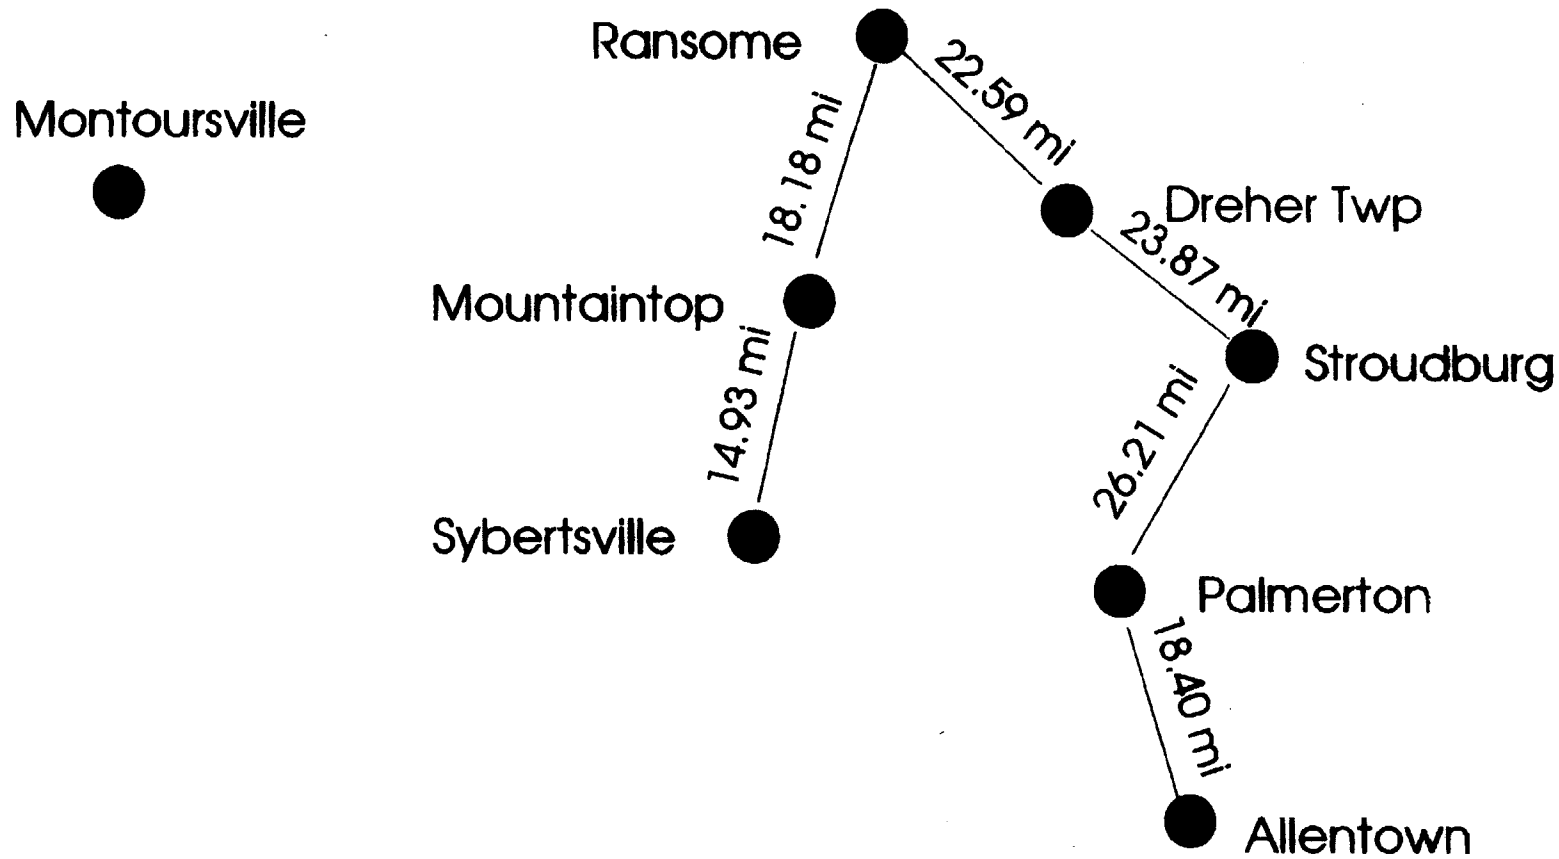 Ransome
22.59 mi
Montoursville
18.18 mi
Dreher Twp
23.87 mi
Mountaintop
14.93 mi
Stroudburg
26.21 mi
Sybertsville
Palmerton
18.40 mi
Allentown